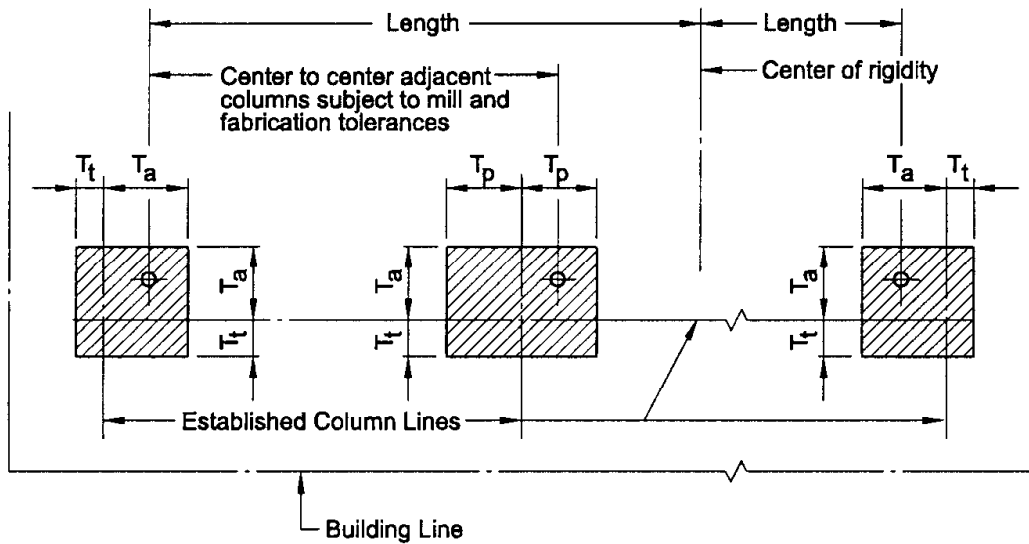 Length
Length
Center to center adjacent
columns subject to mill and
fabrication tolerances
Center of rigidity
Tt
Ta
Tp
Tp
Ta
Tt
Ta
Ta
Ta
Tt
Tt
Tt
Established Column Lines
Building Line